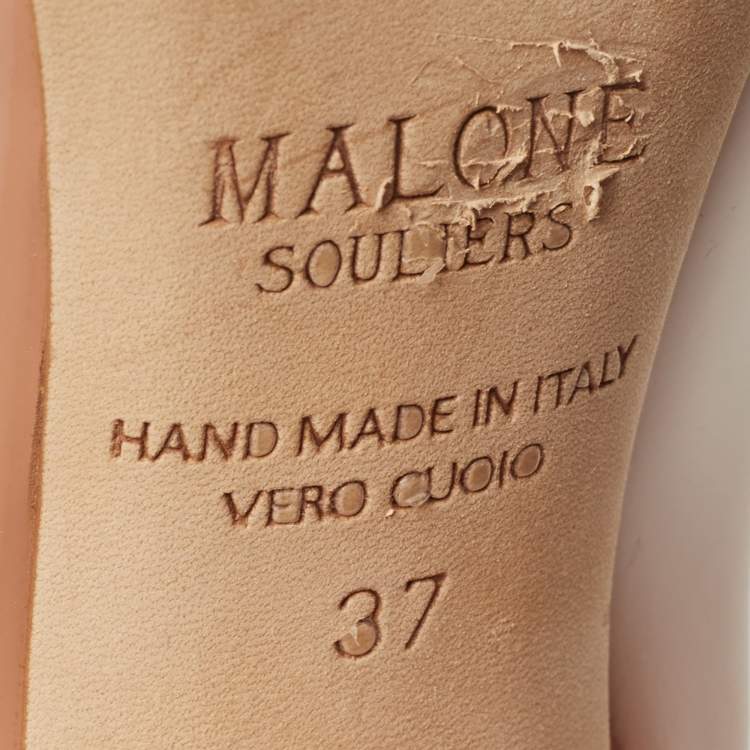 MALONE
SOULIERS
HAND MADE IN ITALY
VERO CUOIO
37